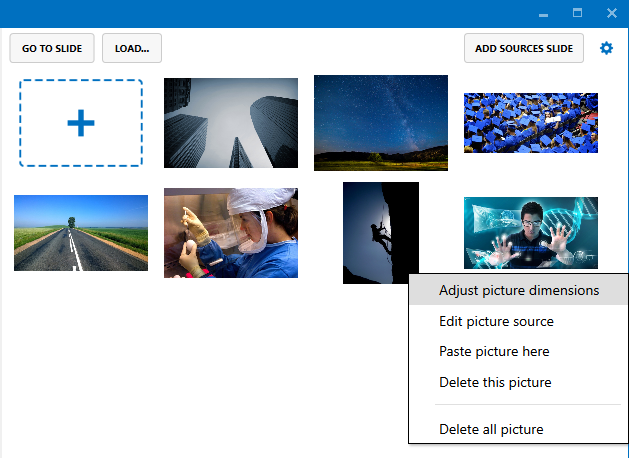 GO TO SLIDE LOAD... ADD SOURCES SLIDE
Adjust picture dimensions
Edit picture source
Paste picture here
Delete this picture
Delete all picture